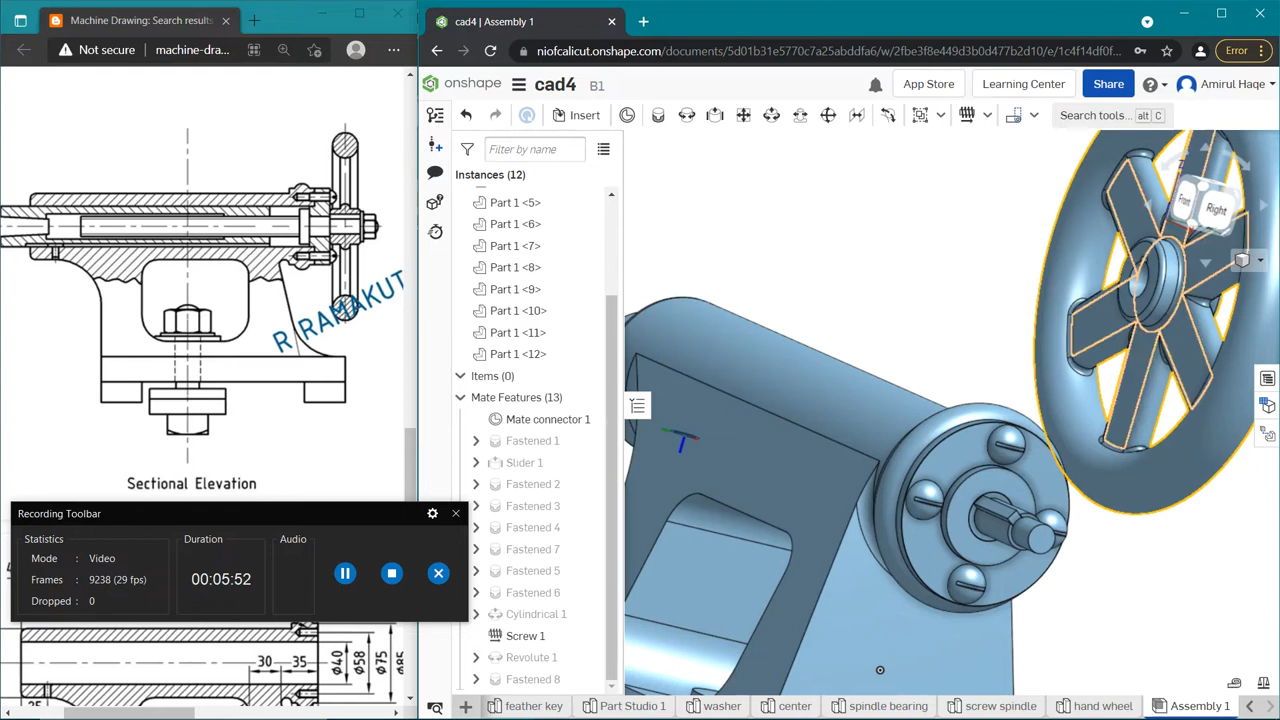 Machine Drawing: Search results
Not secure
machine-dra...
R RAMAKUT
Sectional Elevation
30
35
ϕ40
ϕ58
ϕ75
ϕ85
25
Recording Toolbar
Statistics
Mode : Video
Frames : 9238 (29 fps)
Dropped : 0
Duration
00:05:52
Audio
cad4 | Assembly 1
niofcalicut.onshape.com/documents/5d01b31e5770c7a25abddfa6/w/2fbe3f8e449d3b0d477b2d10/e/1c4f14df0f...
Error
onshape
cad4
B1
App Store
Learning Center
Share
Amirul Haqe
Insert
Search tools...
alt C
Filter by name
Instances (12)
Part 1 <5>
Part 1 <6>
Part 1 <7>
Part 1 <8>
Part 1 <9>
Part 1 <10>
Part 1 <11>
Part 1 <12>
Items (0)
Mate Features (13)
Mate connector 1
Fastened 1
Slider 1
Fastened 2
Fastened 3
Fastened 4
Fastened 7
Fastened 5
Fastened 6
Cylindrical 1
Screw 1
Revolute 1
Fastened 8
Z
Front
Right
feather key
Part Studio 1
washer
center
spindle bearing
screw spindle
hand wheel
Assembly 1